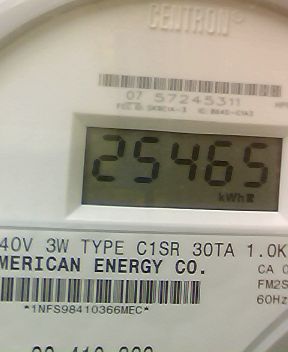 CENTRON®
07 57245311
25465
kWh
40V 3W TYPE C1SR 30TA 1.0K
MERICAN ENERGY CO.
CA 0
FM2S
60Hz
*1NFS98410366MEC*